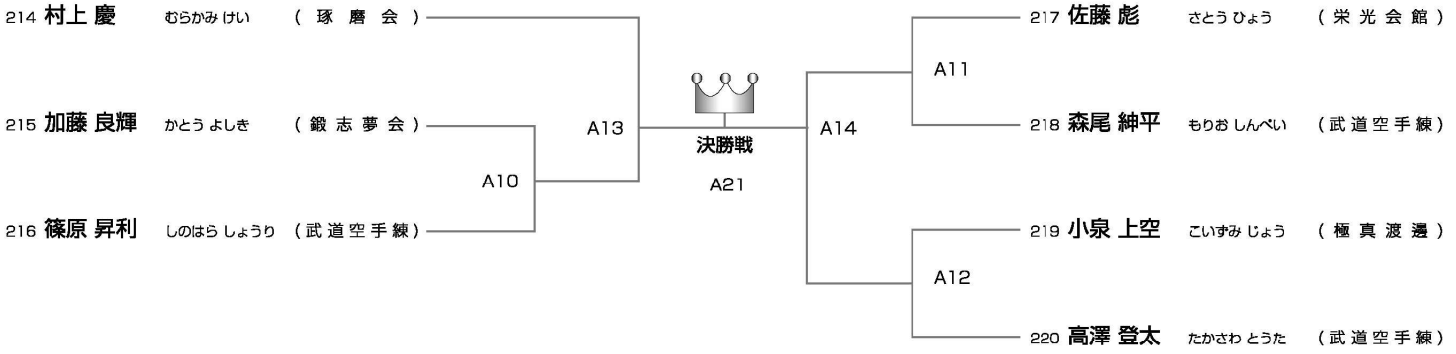 214 村上 慶 むらかみ けい (琢磨会)
215 加藤 良輝 かとう よしき (鍛志夢会)
216 篠原 昇利 しのはら しょうり (武道空手練)
A10
A13
決勝戦
A21
A14
A11
A12
217 佐藤 彪 さとう ひょう (栄光会館)
218 森尾 紳平 もりお しんぺい (武道空手練)
219 小泉 上空 こいずみ じょう (極真渡邊)
220 高澤 登太 たかさわ とうた (武道空手練)